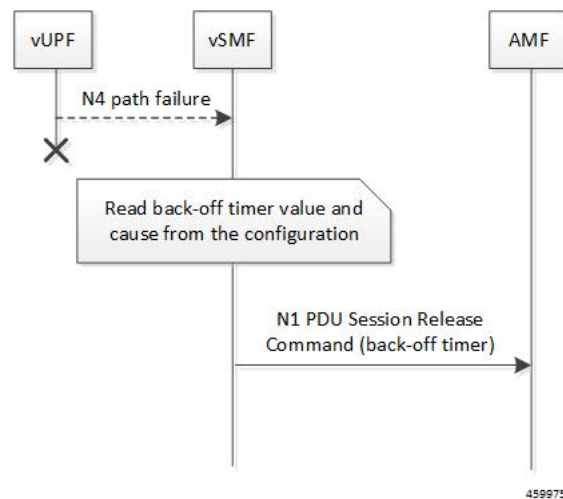 vUPF
vSMF
AMF
N4 path failure
Read back-off timer value and
cause from the configuration
N1 PDU Session Release
Command (back-off timer)
459975